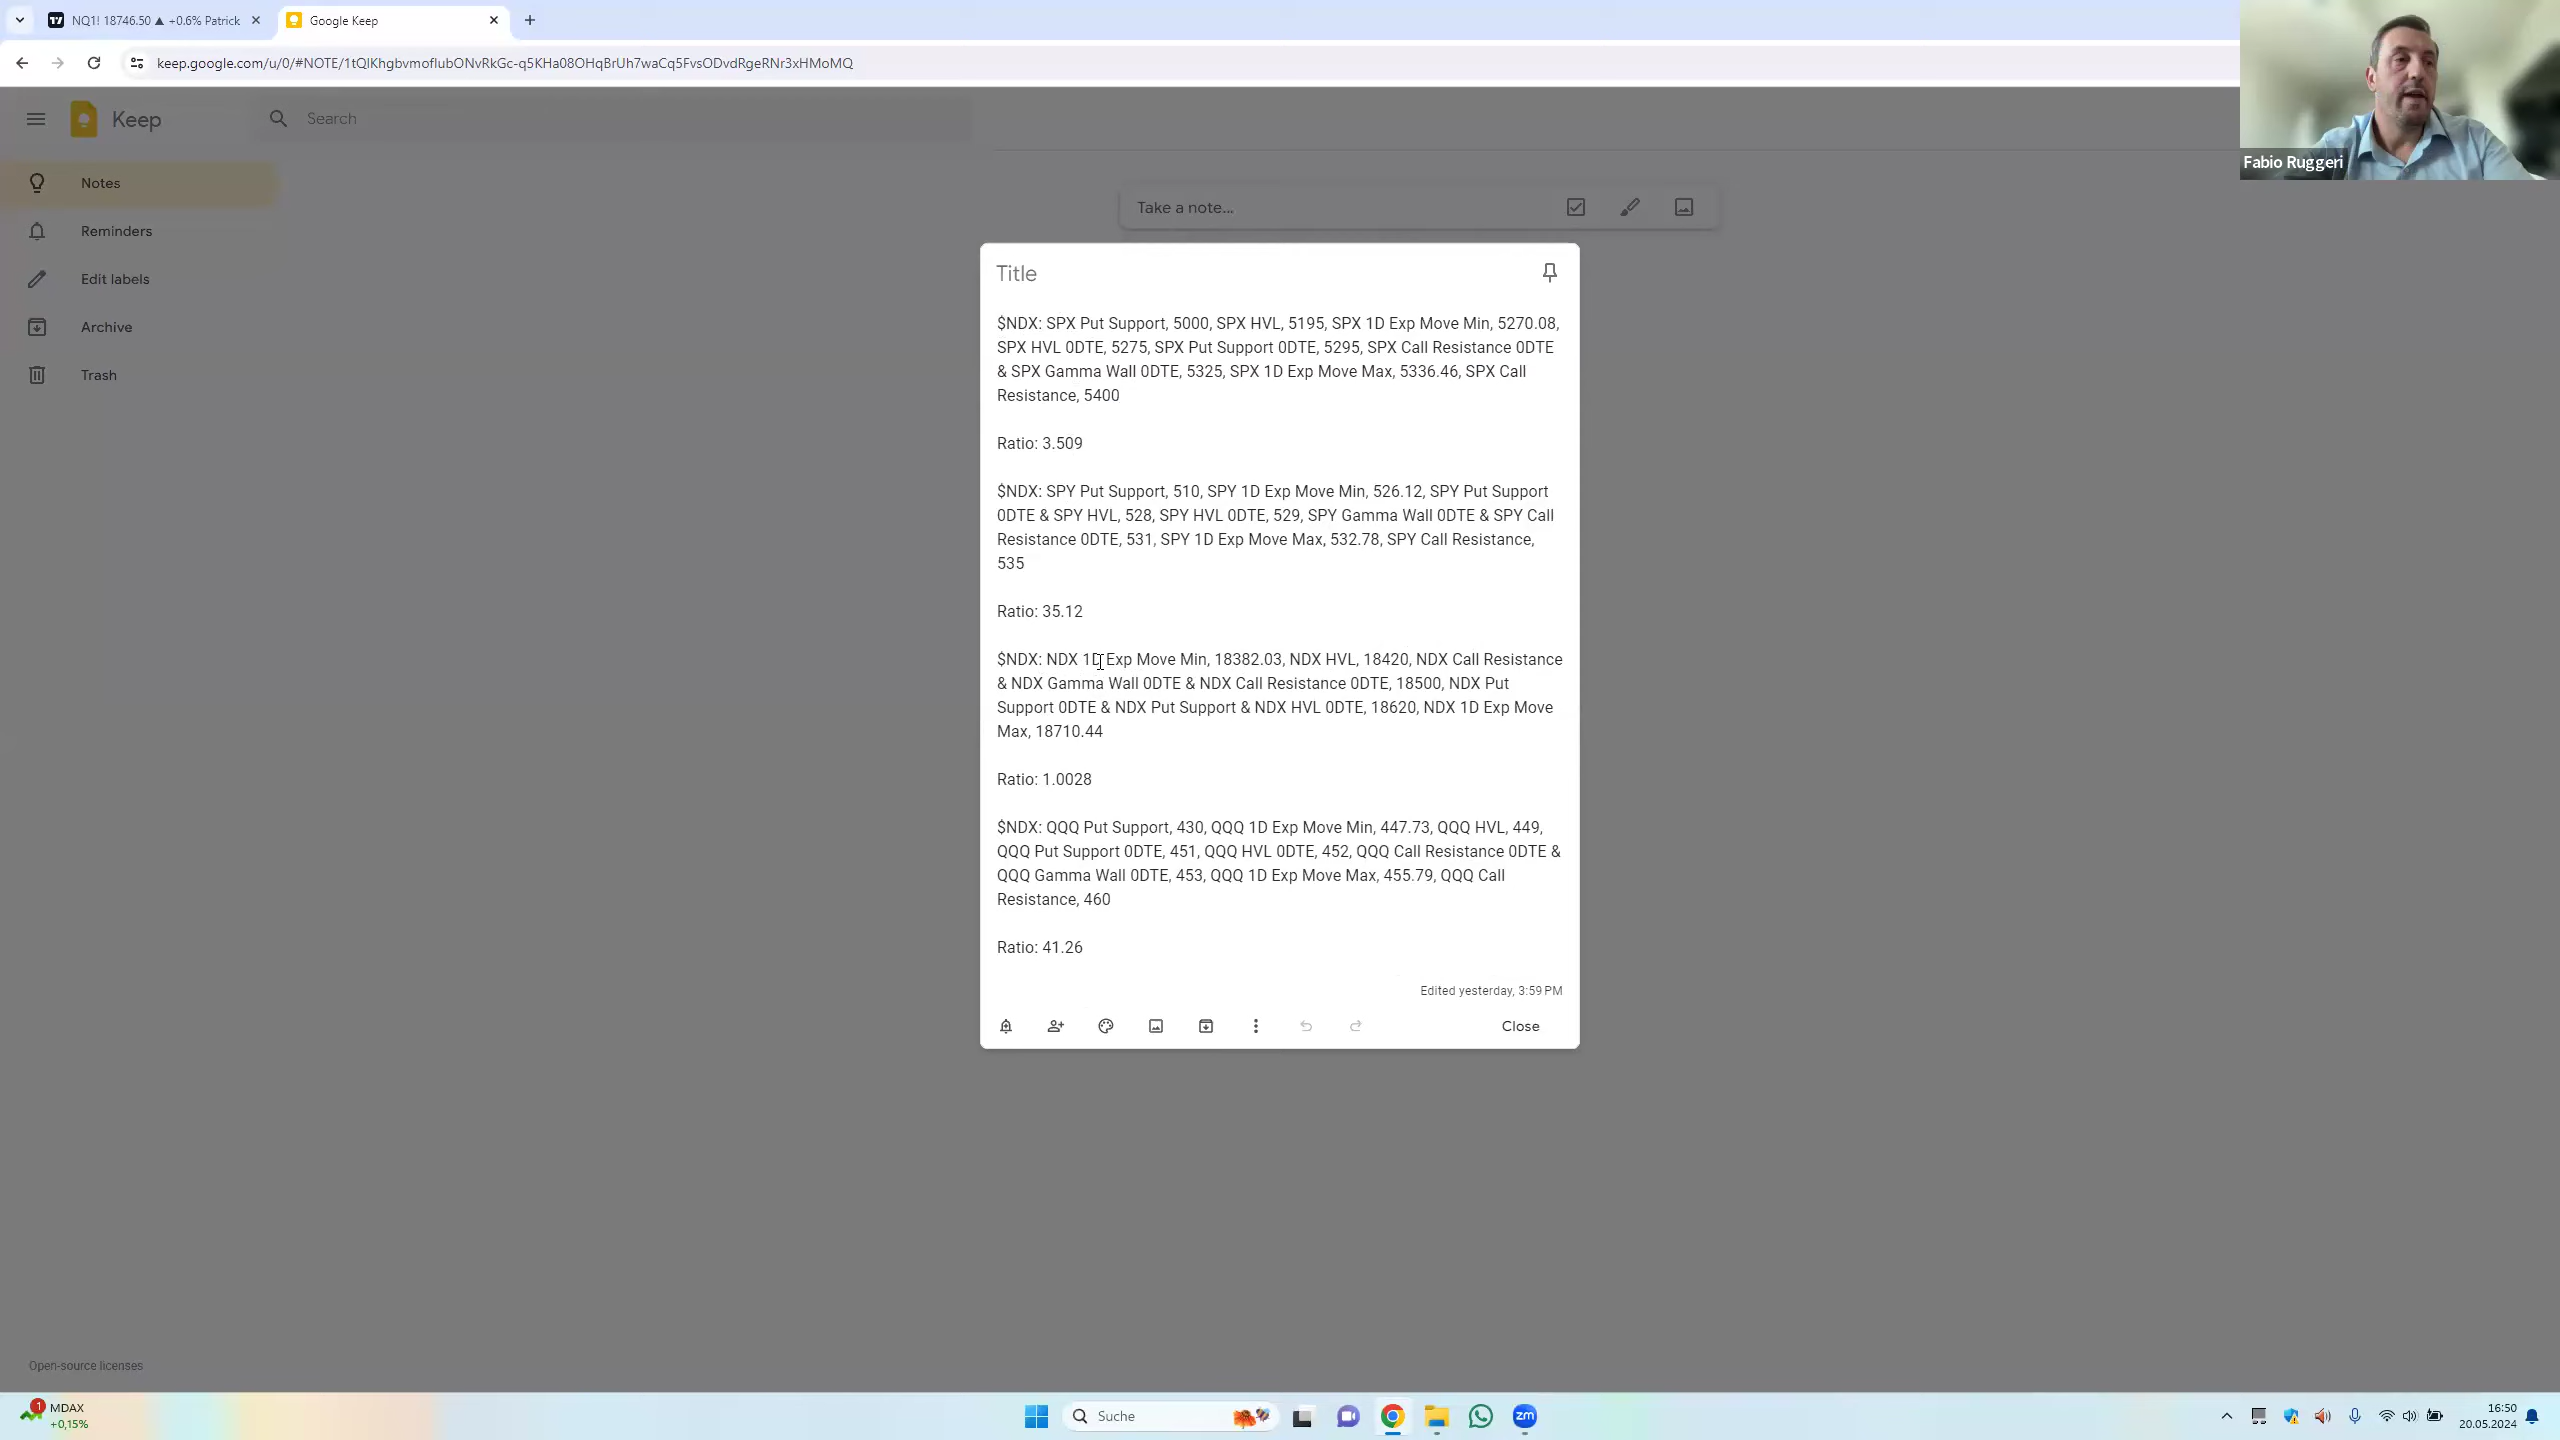 NQ1! 18746.50 ▲ +0.6% Patrick
Google Keep
keep.google.com/u/0/#NOTE/1tQlKhgbvmoflubONvRkGc-q5KHa08OHqBrUh7waCq5FvsODvdRgeRNr3xHMoMQ
Fabio Ruggeri
Keep
Search
Notes
Reminders
Edit labels
Archive
Trash
Take a note...
Title
$NDX: SPX Put Support, 5000, SPX HVL, 5195, SPX 1D Exp Move Min, 5270.08,
SPX HVL 0DTE, 5275, SPX Put Support 0DTE, 5295, SPX Call Resistance 0DTE
& SPX Gamma Wall 0DTE, 5325, SPX 1D Exp Move Max, 5336.46, SPX Call
Resistance, 5400
Ratio: 3.509
$NDX: SPY Put Support, 510, SPY 1D Exp Move Min, 526.12, SPY Put Support
0DTE & SPY HVL, 528, SPY HVL 0DTE, 529, SPY Gamma Wall 0DTE & SPY Call
Resistance 0DTE, 531, SPY 1D Exp Move Max, 532.78, SPY Call Resistance,
535
Ratio: 35.12
$NDX: NDX 1D Exp Move Min, 18382.03, NDX HVL, 18420, NDX Call Resistance
& NDX Gamma Wall 0DTE & NDX Call Resistance 0DTE, 18500, NDX Put
Support 0DTE & NDX Put Support & NDX HVL 0DTE, 18620, NDX 1D Exp Move
Max, 18710.44
Ratio: 1.0028
$NDX: QQQ Put Support, 430, QQQ 1D Exp Move Min, 447.73, QQQ HVL, 449,
QQQ Put Support 0DTE, 451, QQQ HVL 0DTE, 452, QQQ Call Resistance 0DTE &
QQQ Gamma Wall 0DTE, 453, QQQ 1D Exp Move Max, 455.79, QQQ Call
Resistance, 460
Ratio: 41.26
Edited yesterday, 3:59 PM
Close
Open-source licenses
1
MDAX
+0,15%
Suche
zm
16:50
20.05.2024